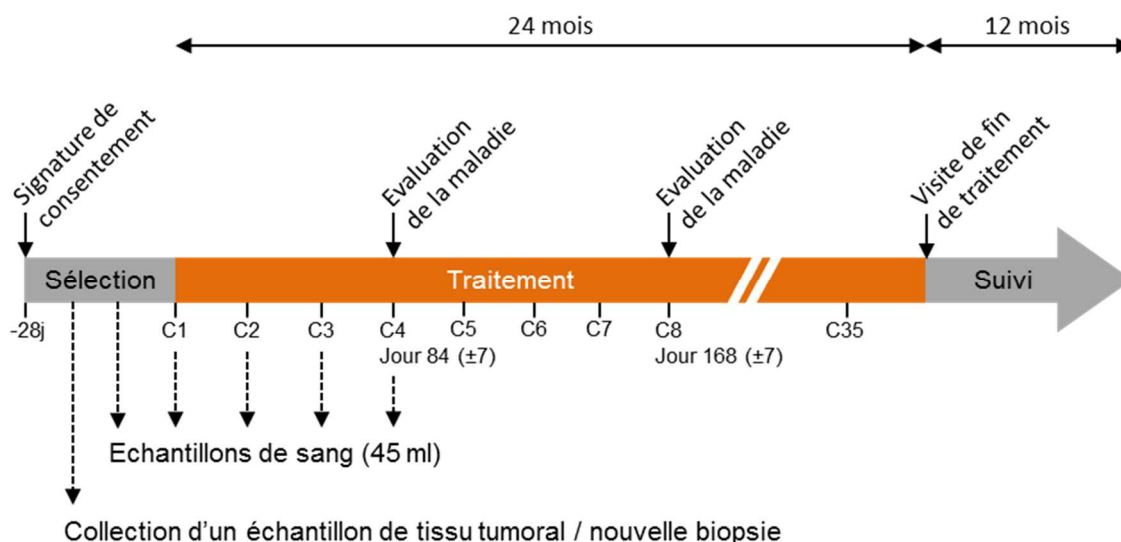 24 mois
12 mois
Signature de
consentement
Evaluation
de la maladie
Evaluation
de la maladie
Visite de fin
de traitement
Sélection
Traitement
Suivi
-28j
C1
C2
C3
C4
C5
C6
C7
C8
C35
Jour 84 (±7)
Jour 168 (±7)
Echantillons de sang (45 ml)
Collection d'un échantillon de tissu tumoral / nouvelle biopsie